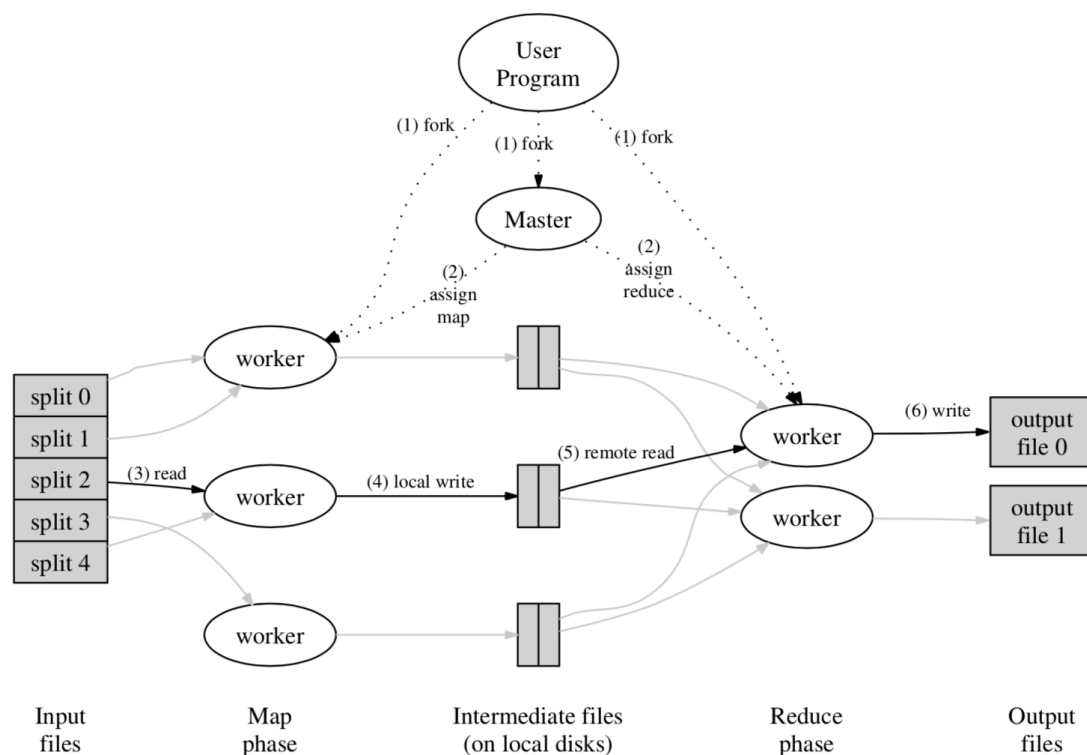 User
Program
(1) fork
(1) fork
(1) fork
Master
(2)
assign
map
(2)
assign
reduce
worker
split 0
split 1
split 2
split 3
split 4
(3) read
worker
(4) local write
(5) remote read
worker
(6) write
output
file 0
worker
output
file 1
worker
Input
files
Map
phase
Intermediate files
(on local disks)
Reduce
phase
Output
files